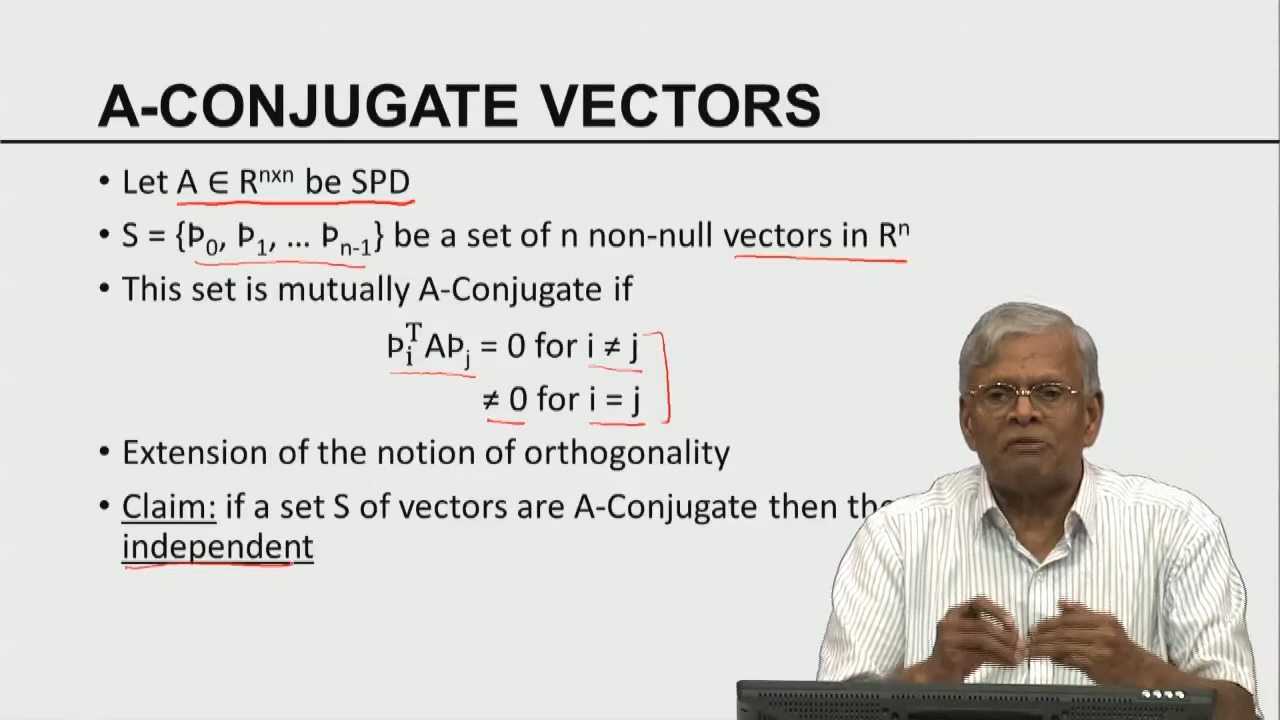 A-CONJUGATE VECTORS
• Let A ∈ Rⁿˣⁿ be SPD
• S = {Þ₀, Þ₁, ... Þₙ₋₁} be a set of n non-null vectors in Rⁿ
• This set is mutually A-Conjugate if
Þᵢᵀ AÞⱼ = 0 for i ≠ j
≠ 0 for i = j
• Extension of the notion of orthogonality
• Claim: if a set S of vectors are A-Conjugate then
independent